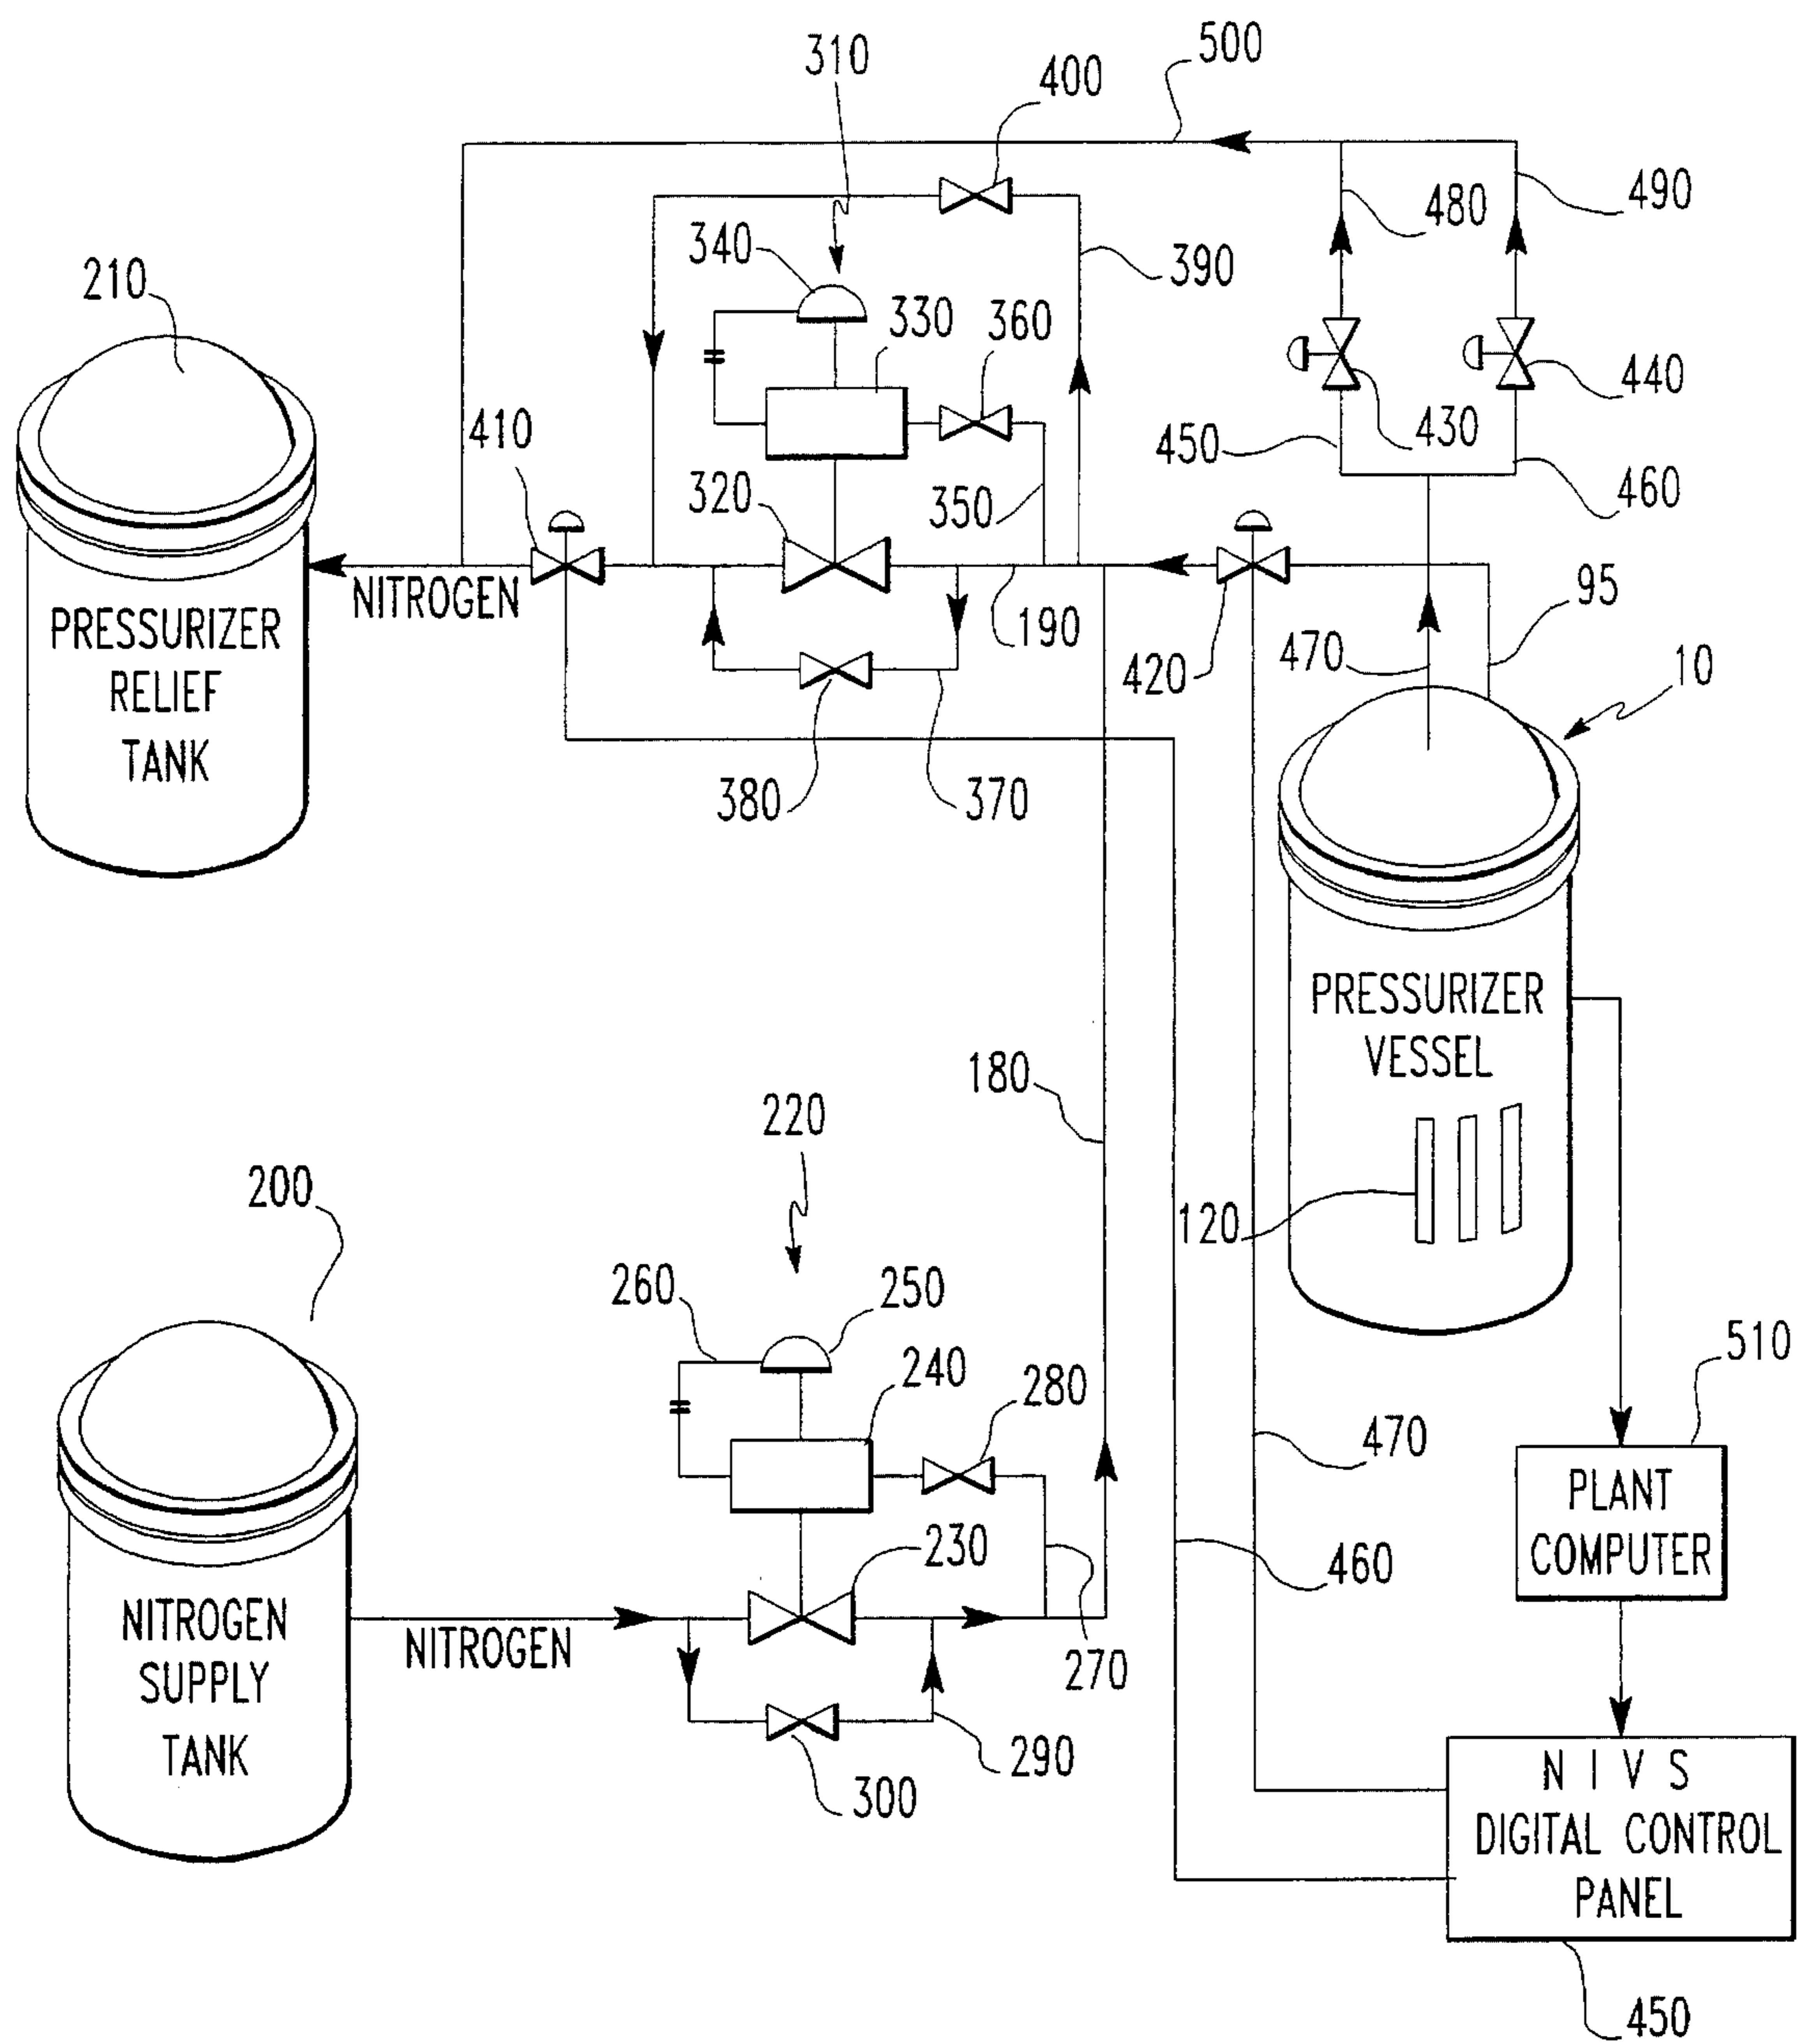 500
310
400
490
480
340
390
210
330
360
440
410
430
450
320
350
460
95
NITROGEN
190
PRESSURIZER
RELIEF
TANK
420
470
10
380
370
PRESSURIZER
VESSEL
180
220
120
200
260
250
510
240
280
470
PLANT
COMPUTER
230
460
NITROGEN
SUPPLY
TANK
NITROGEN
270
290
300
N I V S
DIGITAL CONTROL
PANEL
450